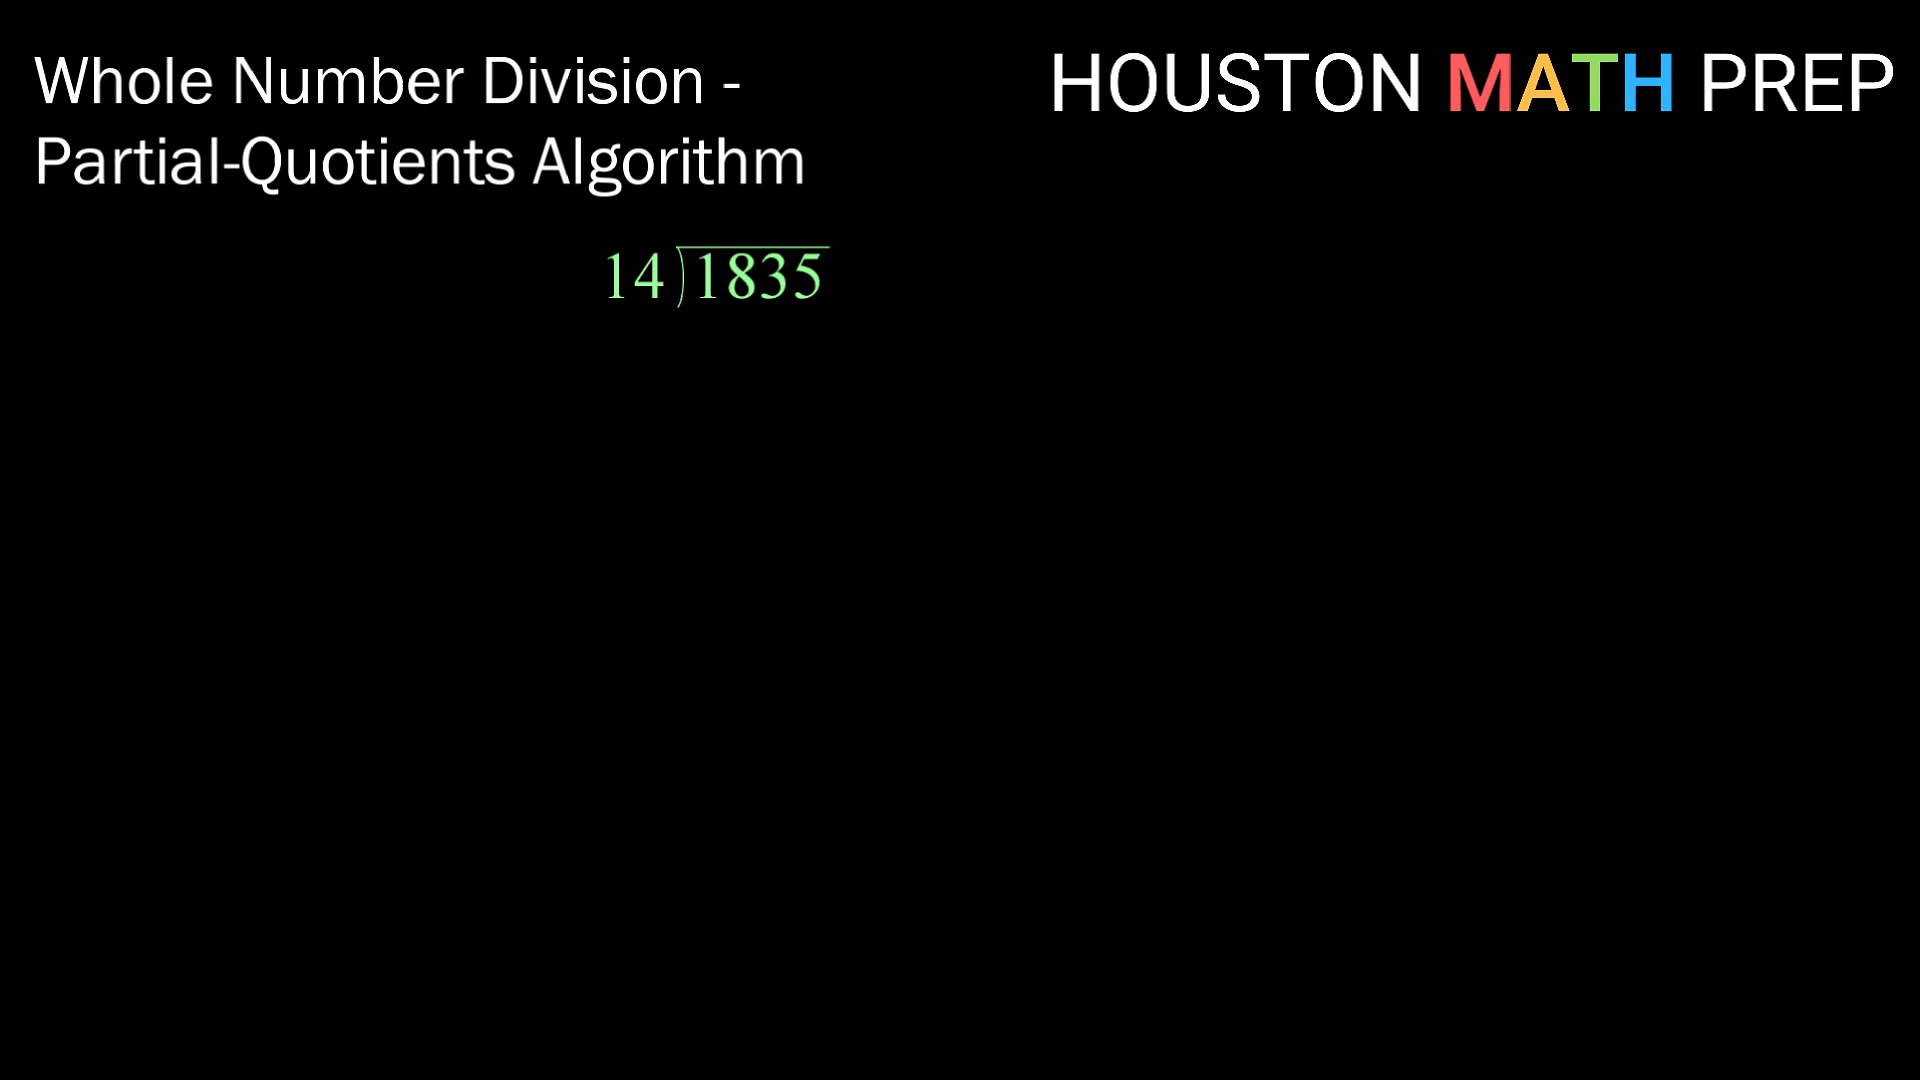 Whole Number Division -
Partial-Quotients Algorithm
HOUSTON MATH PREP
14)1835